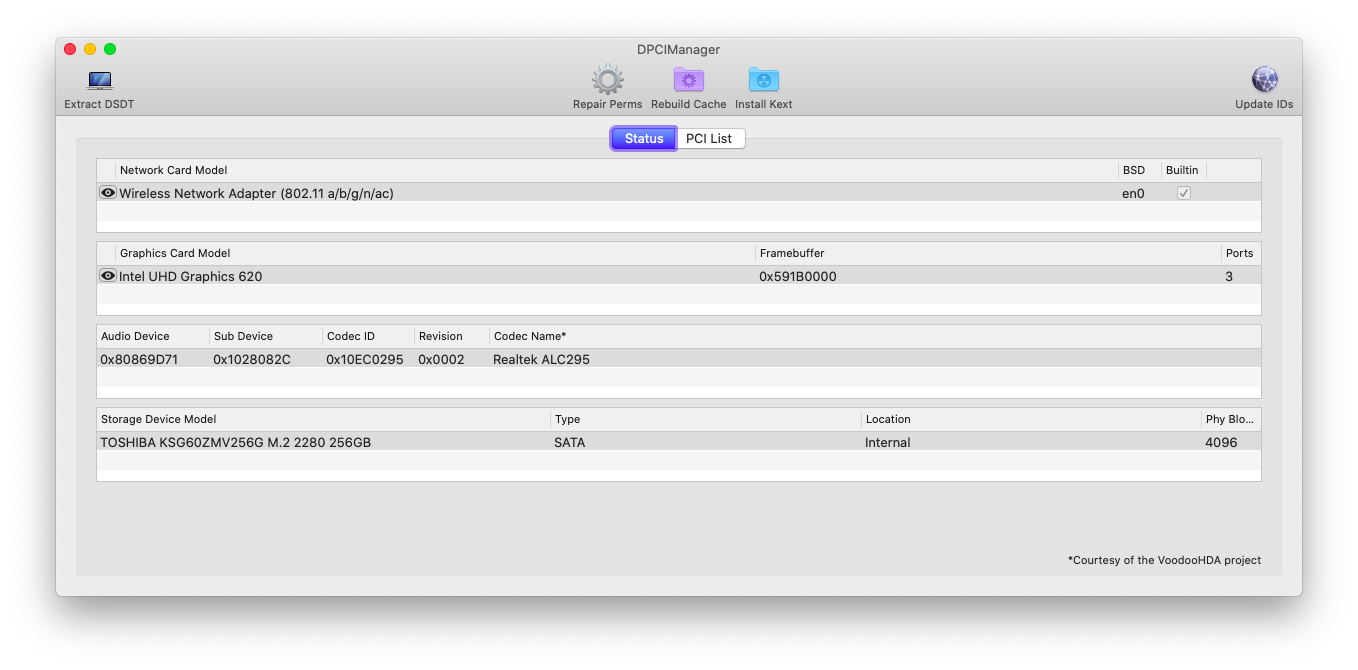 DPCIManager
Extract DSDT
Repair Perms
Rebuild Cache
Install Kext
Update IDs
Status
PCI List
Network Card Model BSD Builtin
Wireless Network Adapter (802.11 a/b/g/n/ac) en0
Graphics Card Model Framebuffer Ports
Intel UHD Graphics 620 0x591B0000 3
Audio Device Sub Device Codec ID Revision Codec Name*
0x80869D71 0x1028082C 0x10EC0295 0x0002 Realtek ALC295
Storage Device Model Type Location Phy Blo...
TOSHIBA KSG60ZMV256G M.2 2280 256GB SATA Internal 4096
*Courtesy of the VoodooHDA project